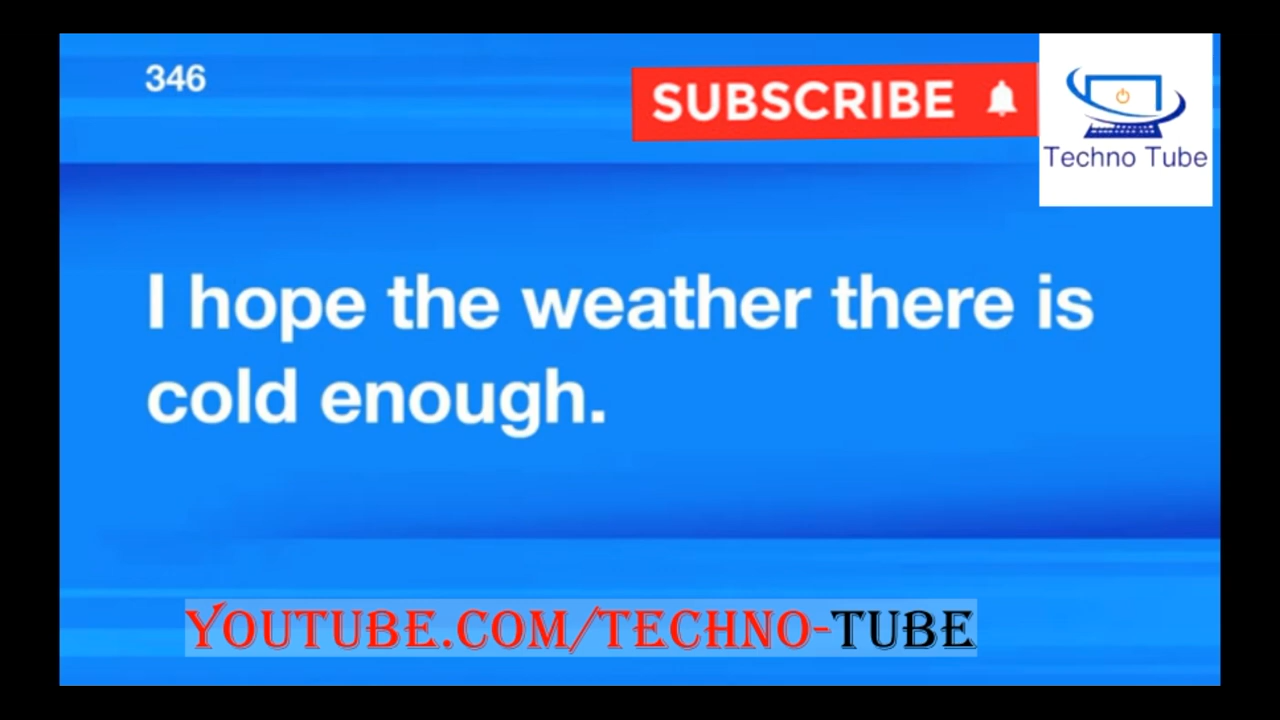 346
SUBSCRIBE
Techno Tube
I hope the weather there is
cold enough.
YOUTUBE.COM/TECHNO-TUBE